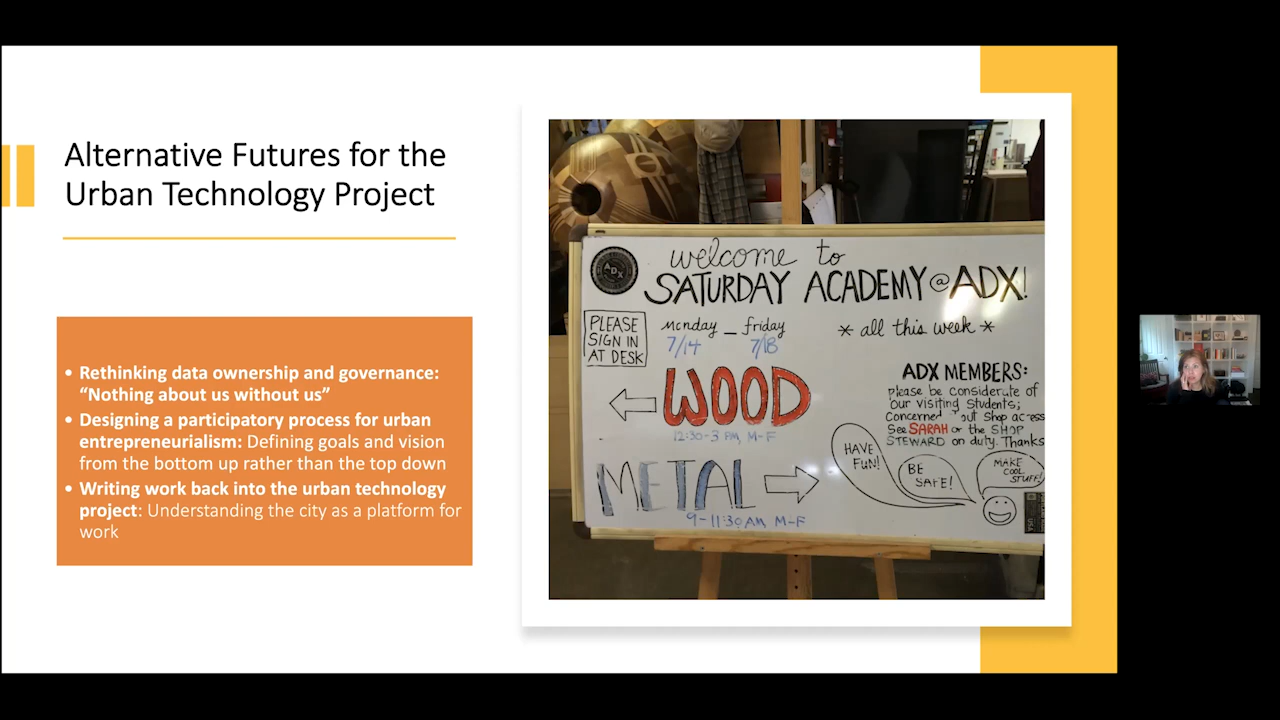 Alternative Futures for the
Urban Technology Project
• Rethinking data ownership and governance:
“Nothing about us without us”
• Designing a participatory process for urban
entrepreneurialism: Defining goals and vision
from the bottom up rather than the top down
• Writing work back into the urban technology
project: Understanding the city as a platform for
work
ADX
welcome to
SATURDAY ACADEMY @ ADX!
PLEASE
SIGN IN
AT DESK
monday - friday
7/14 7/18
* all this week *
WOOD
12:30-3 PM, M-F
METAL
9-11:30AM M-F
ADX MEMBERS:
please be considerate of
our visiting students;
Concerned out shop access
See SARAH or the SHOP
STEWARD on duty. Thanks
HAVE
FUN!
BE
SAFE!
MAKE
COOL
STUFF!
USA